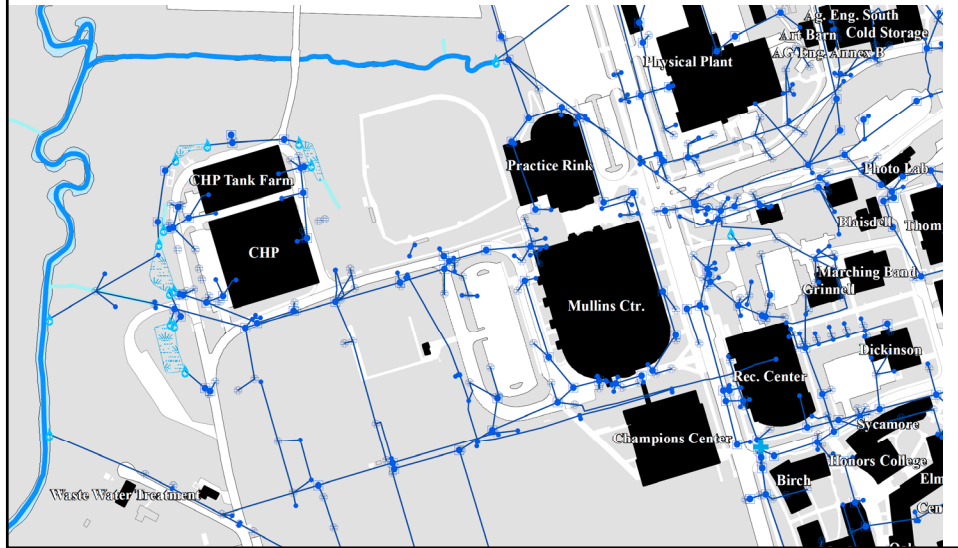 Ag. Eng. South
Art Barn
Cold Storage
AG Eng. Annex B
Physical Plant
Practice Rink
Photo Lab
CHP Tank Farm
Blaisdell
Thom
CHP
Marching Band
Grinnell
Mullins Ctr.
Dickinson
Rec. Center
Sycamore
Champions Center
Honors College
Birch
Elm
Waste Water Treatment
Cen